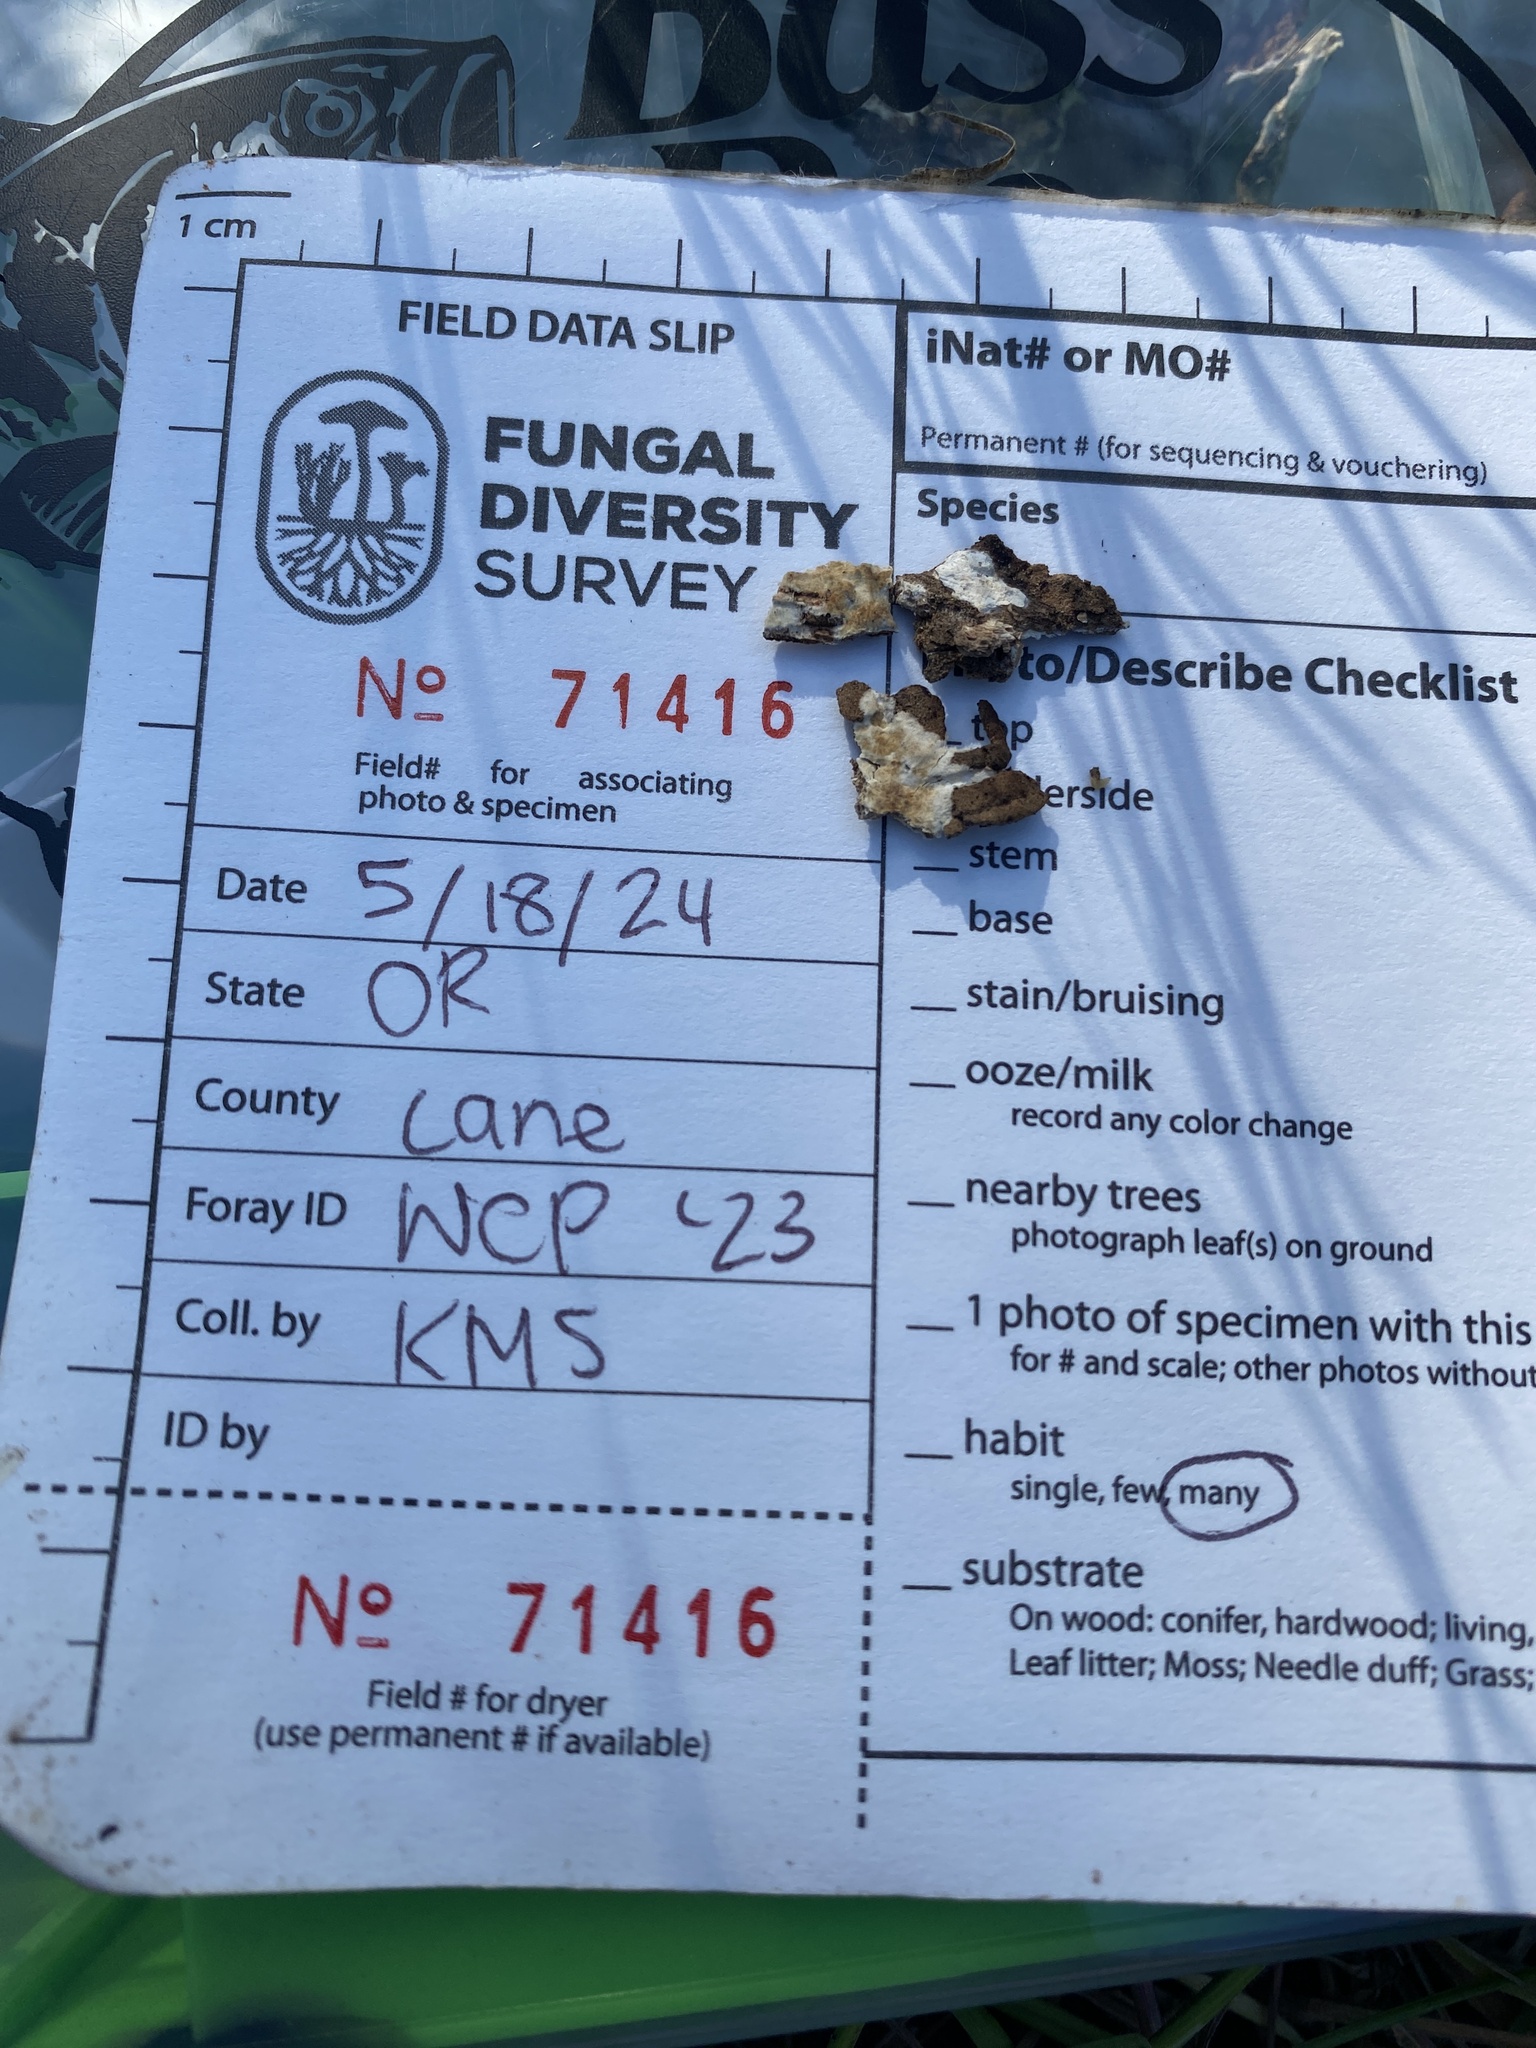 Bass
1 cm
FIELD DATA SLIP
FUNGAL
DIVERSITY
SURVEY
Nº 71416
Field# for associating
photo & specimen
Date 5/18/24
State OR
County Lane
Foray ID WCP '23
Coll. by KMS
ID by
Nº 71416
Field # for dryer
(use permanent # if available)
iNat# or MO#
Permanent # (for sequencing & vouchering)
Species
to/Describe Checklist
top
erside
stem
base
stain/bruising
ooze/milk
record any color change
nearby trees
photograph leaf(s) on ground
1 photo of specimen with this
for # and scale; other photos without
habit
single, few, many
substrate
On wood: conifer, hardwood; living,
Leaf litter; Moss; Needle duff; Grass;